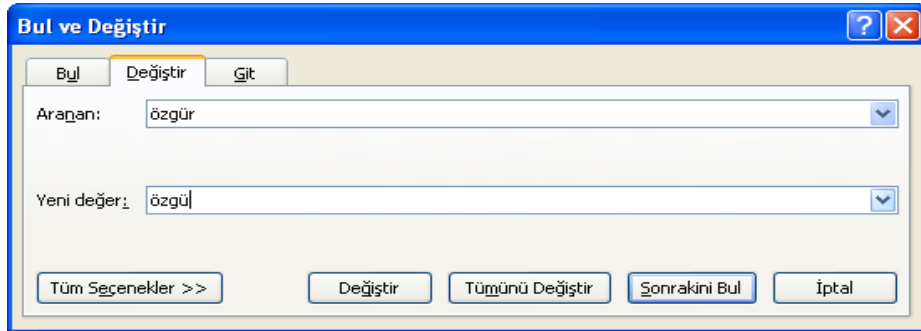 Bul ve Değiştir
Bul Değiştir Git
Aranan: özgür
Yeni değer: özgü
Tüm Seçenekler >> Değiştir Tümünü Değiştir Sonrakini Bul İptal